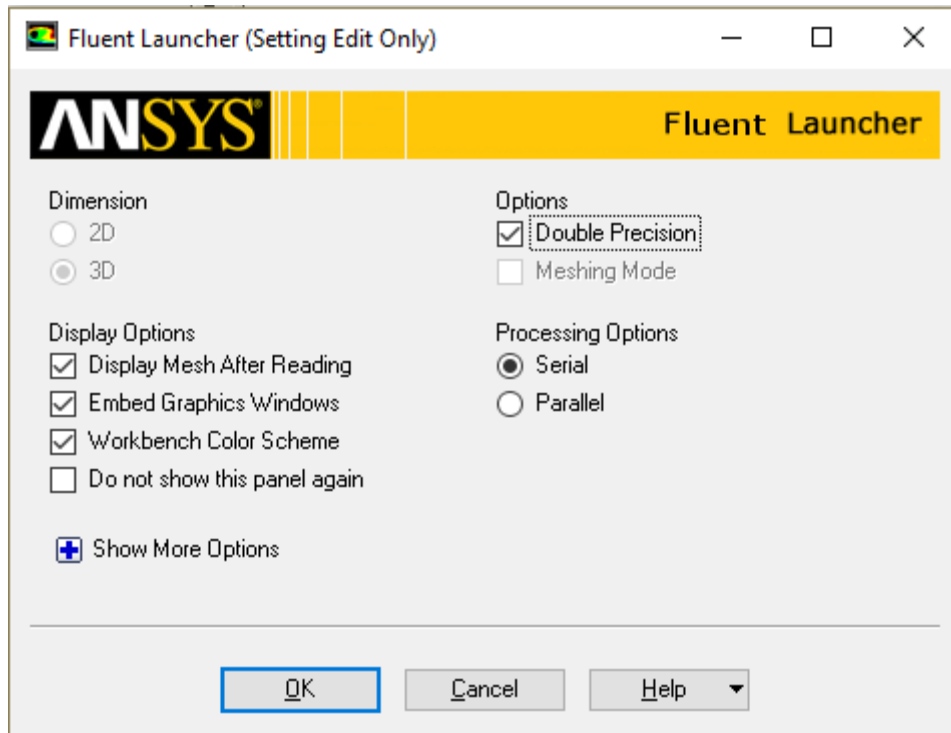 Fluent Launcher (Setting Edit Only)
ANSYS®
Fluent Launcher
Dimension
2D
3D
Options
Double Precision
Meshing Mode
Display Options
Display Mesh After Reading
Embed Graphics Windows
Workbench Color Scheme
Do not show this panel again
Processing Options
Serial
Parallel
Show More Options
OK
Cancel
Help